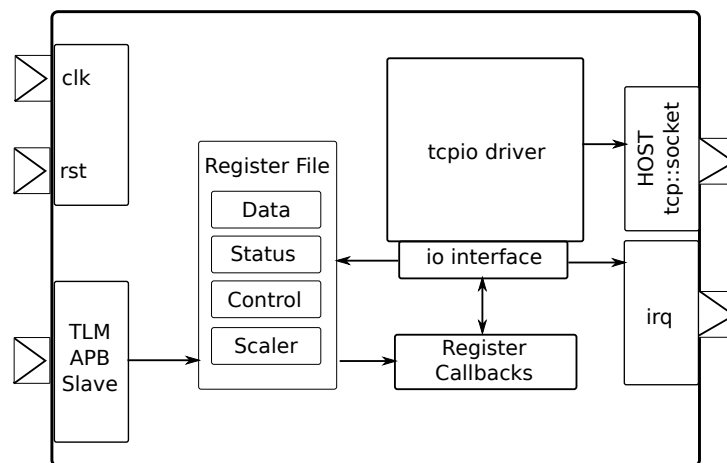 clk
rst
TLM
APB
Slave
Register File
Data
Status
Control
Scaler
tcpio driver
io interface
Register
Callbacks
HOST
tcp::socket
irq